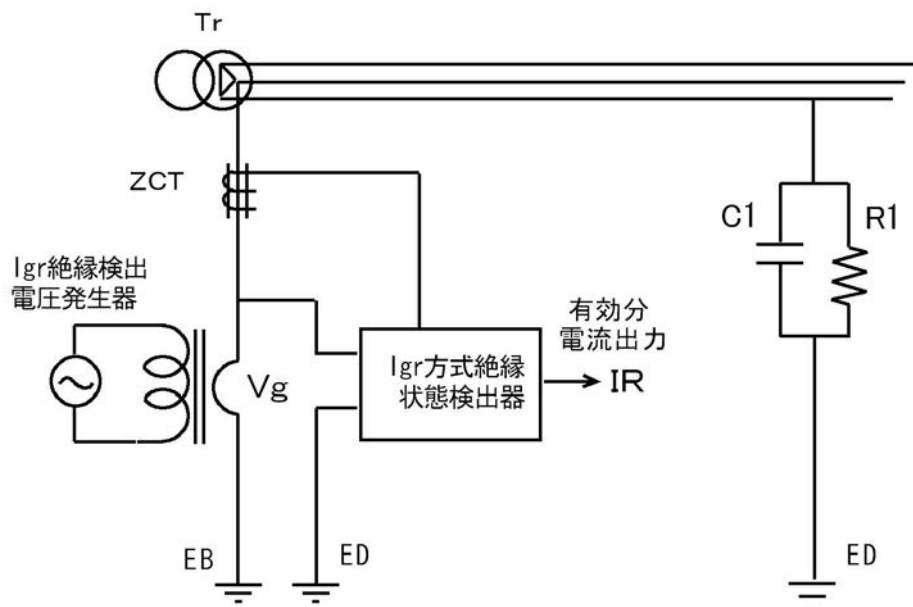 Tr
ZCT
C1
R1
Igr絶縁検出
電圧発生器
有効分
電流出力
Vg
Igr方式絶縁
状態検出器
IR
EB
ED
ED